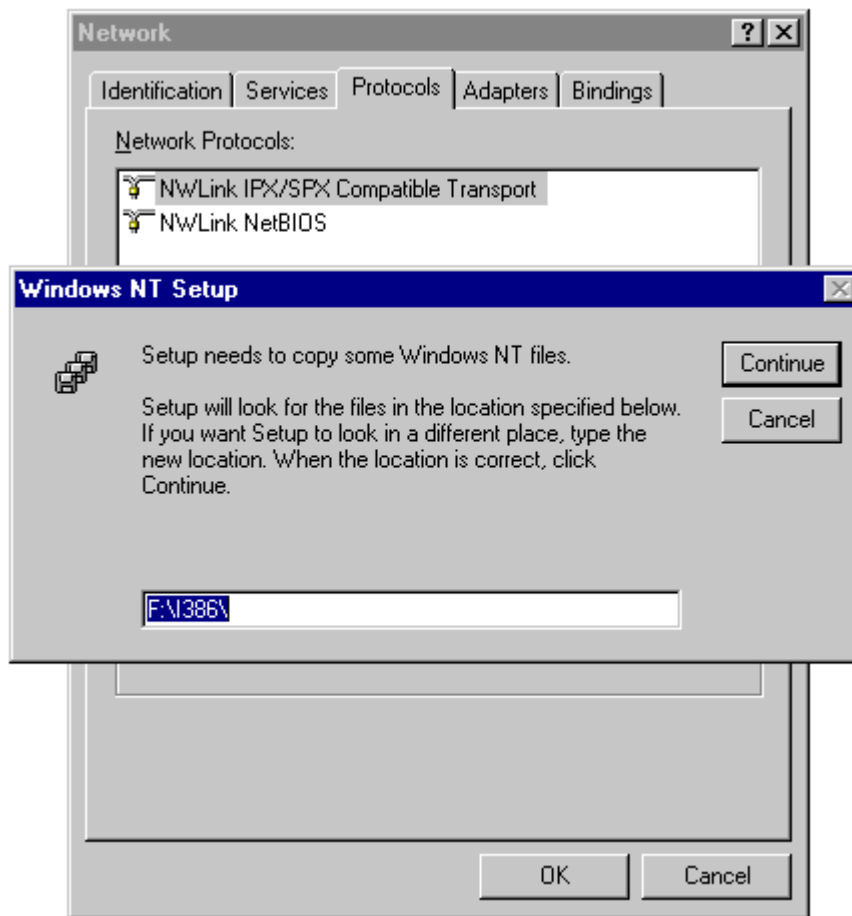 Network
Identification Services Protocols Adapters Bindings
Network Protocols:
NWLink IPX/SPX Compatible Transport
NWLink NetBIOS
Windows NT Setup
Setup needs to copy some Windows NT files.
Continue
Setup will look for the files in the location specified below.
If you want Setup to look in a different place, type the
new location. When the location is correct, click
Continue.
Cancel
F:\I386\
OK Cancel